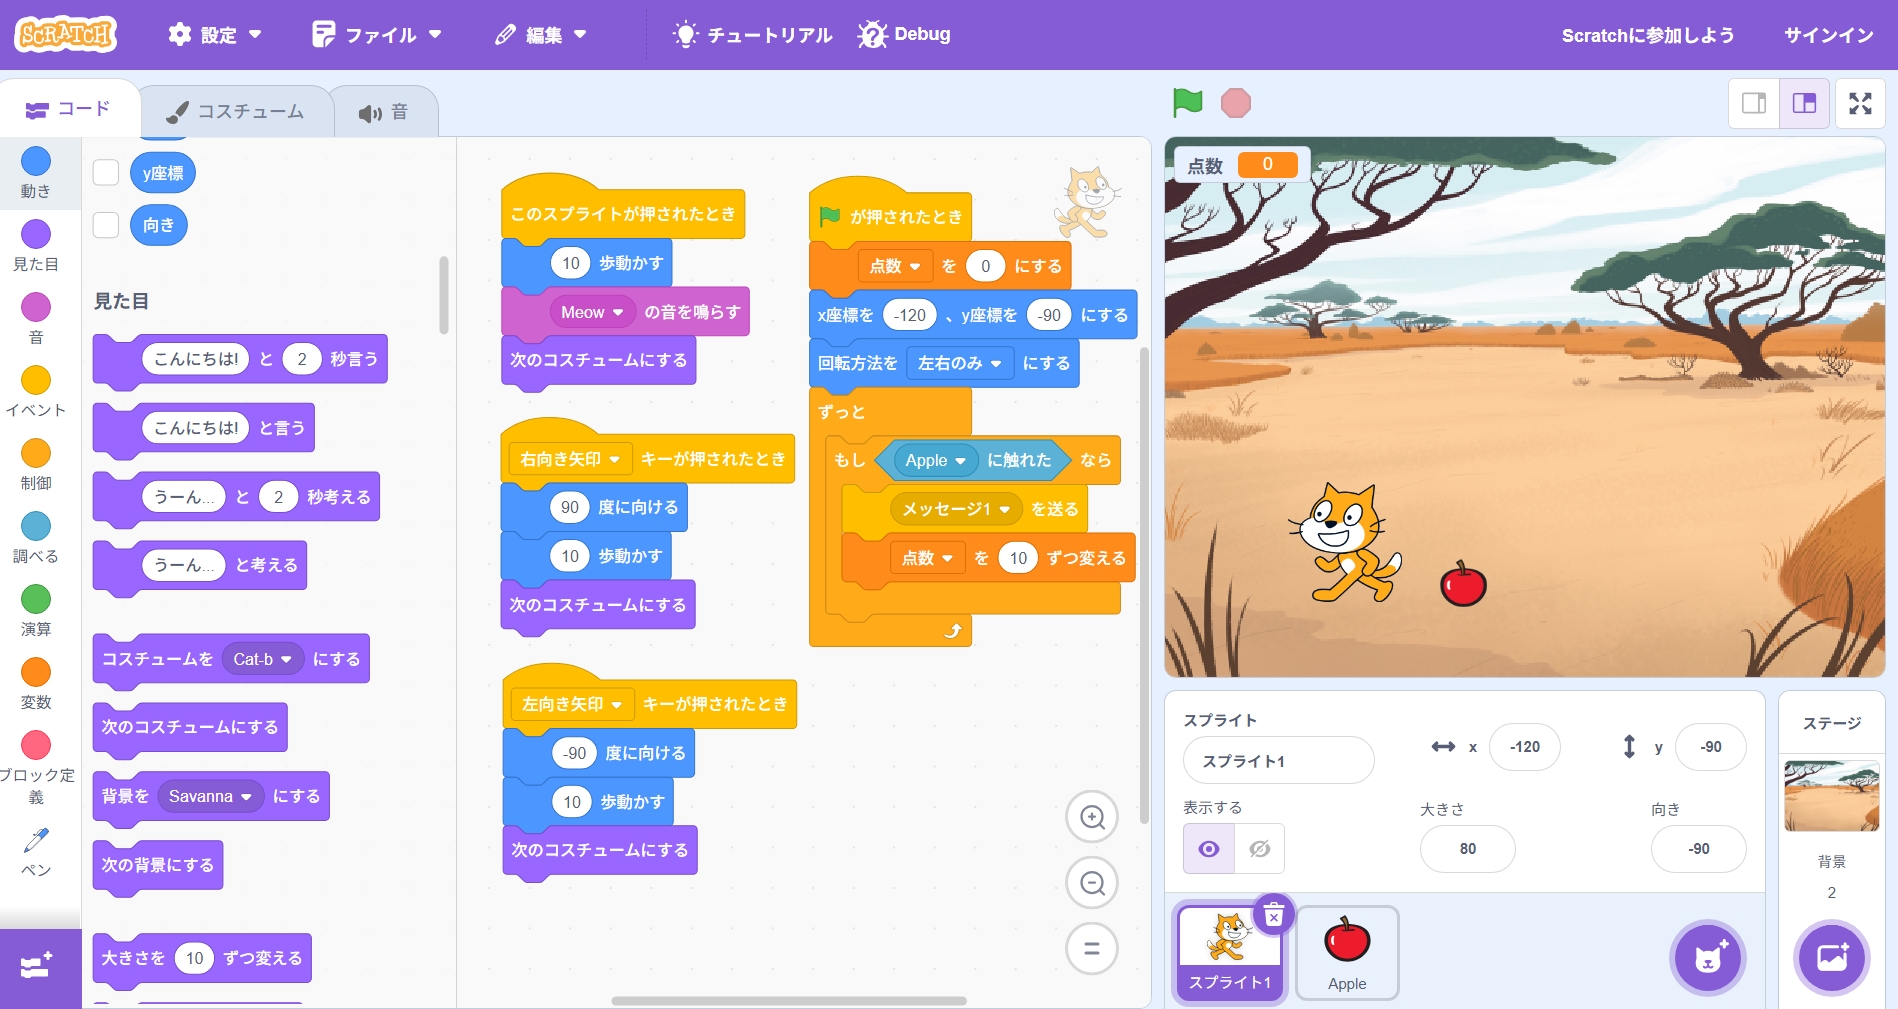 SCRATCH
設定
ファイル
編集
チュートリアル
Debug
Scratchに参加しよう
サインイン
コード
コスチューム
音
動き
見た目
音
イベント
制御
調べる
演算
変数
ブロック定
義
ペン
y座標
向き
見た目
こんにちは! と 2 秒言う
こんにちは! と言う
うーん... と 2 秒考える
うーん... と考える
コスチュームを Cat-b にする
次のコスチュームにする
背景を Savanna にする
次の背景にする
大きさを 10 ずつ変える
このスプライトが押されたとき
10 歩動かす
Meow の音を鳴らす
次のコスチュームにする
右向き矢印 キーが押されたとき
90 度に向ける
10 歩動かす
次のコスチュームにする
左向き矢印 キーが押されたとき
-90 度に向ける
10 歩動かす
次のコスチュームにする
が押されたとき
点数 を 0 にする
x座標を -120 、y座標を -90 にする
回転方法を 左右のみ にする
ずっと
もし Apple に触れた なら
メッセージ1 を送る
点数 を 10 ずつ変える
点数 0
スプライト
スプライト1
x -120
y -90
表示する
大きさ
80
向き
-90
スプライト1
Apple
ステージ
背景
2